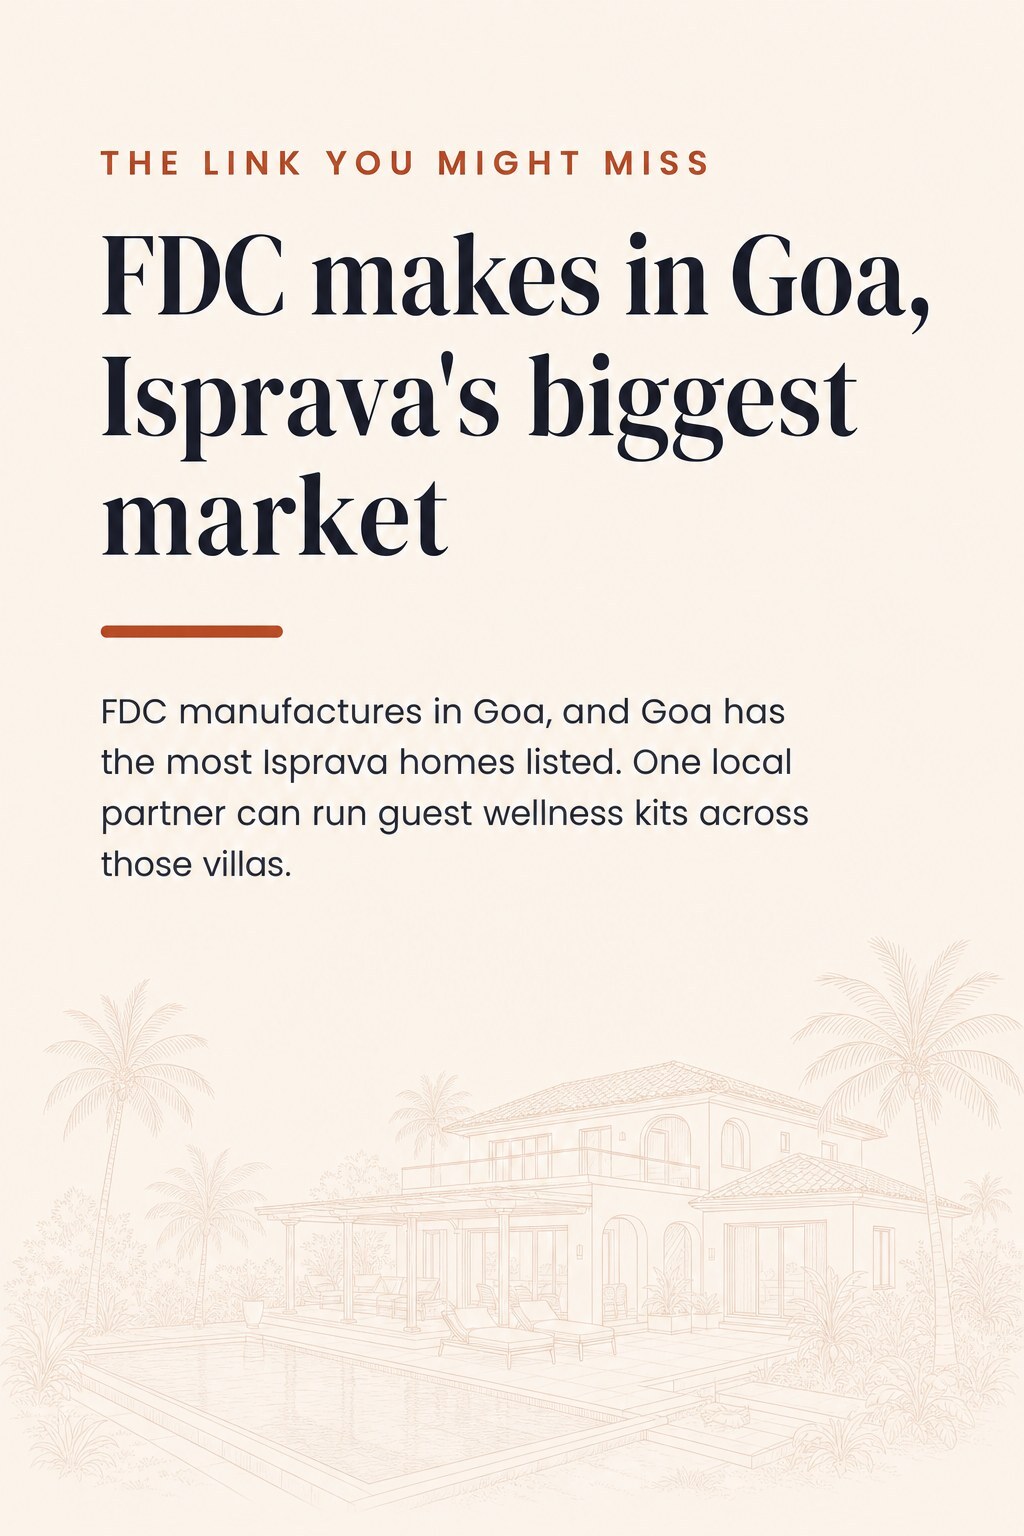 THE LINK YOU MIGHT MISS
FDC makes in Goa,
Isprava's biggest
market
FDC manufactures in Goa, and Goa has
the most Isprava homes listed. One local
partner can run guest wellness kits across
those villas.